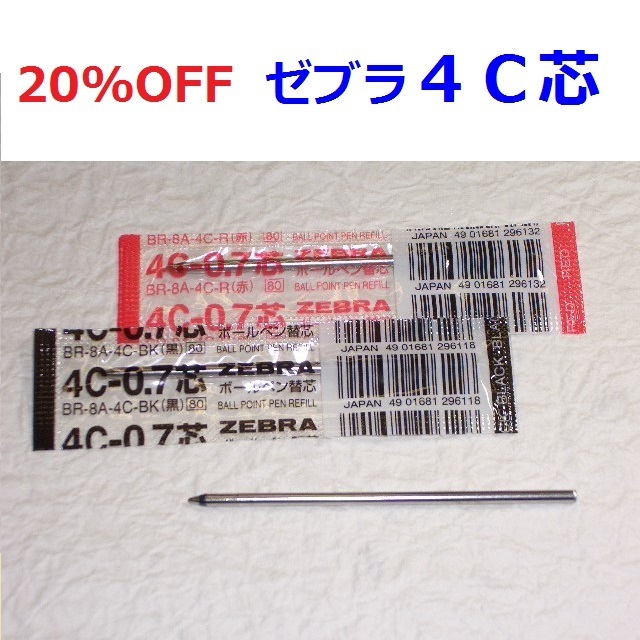 20%OFF ゼブラ４Ｃ芯
BR-8A-4C-R(赤) 80 BALL POINT PEN REFILL
4C-0.7芯 ZEBRA
ボールペン替芯
BR-8A-4C-R(赤) 80 BALL POINT PEN REFILL
4C-0.7芯 ZEBRA
JAPAN 49 01681 296132
JAPAN 49 01681 296132
4C-0.7芯 ボールペン替芯
BR-8A-4C-BK(黒) 80 BALL POINT PEN REFILL
4C-0.7芯 ZEBRA
ボールペン替芯
BR-8A-4C-BK(黒) 80 BALL POINT PEN REFILL
4C-0.7芯 ZEBRA
JAPAN 49 01681 296118
JAPAN 49 01681 296118